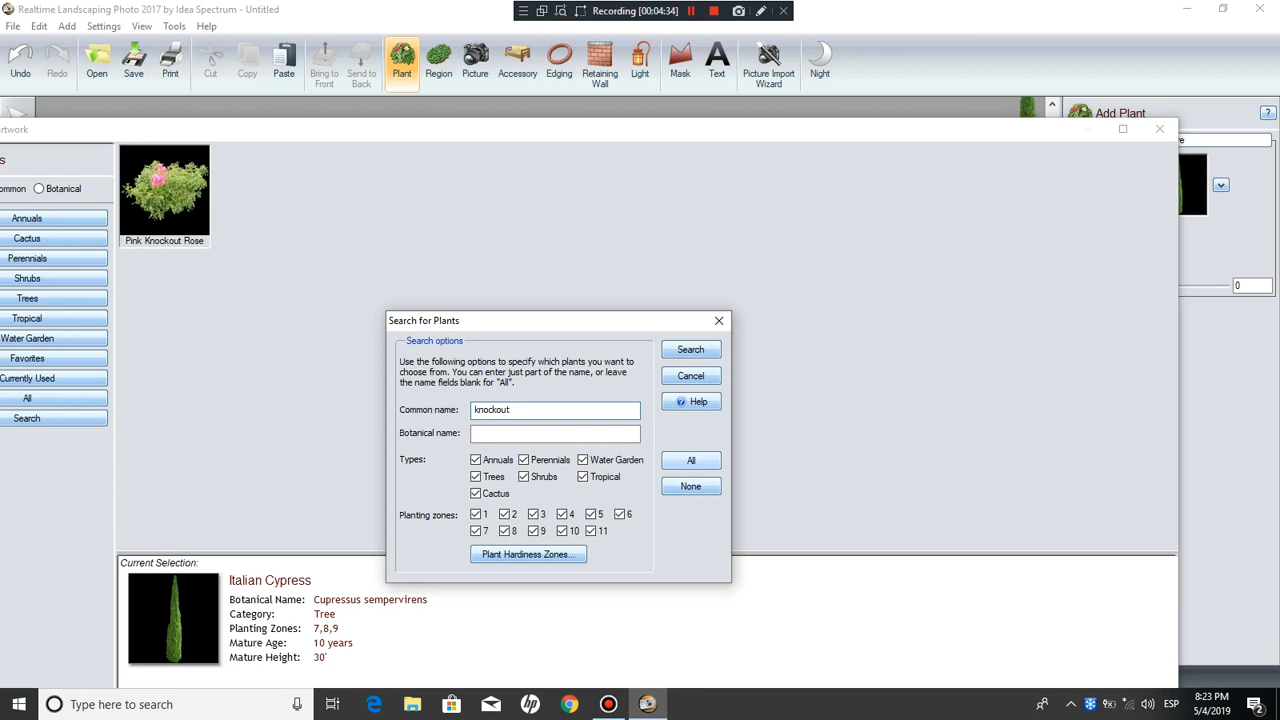 Realtime Landscaping Photo 2017 by Idea Spectrum - Untitled
Recording [00:04:34]
File Edit Add Settings View Tools Help
Undo Redo Open Save Print Cut Copy Paste Bring to Front Send to Back Plant Region Picture Accessory Edging Retaining Wall Light Mask Text Picture Import Wizard Night
Add Plant ?
rtwork
s
ommon Botanical
Annuals
Cactus
Perennials
Shrubs
Trees
Tropical
Water Garden
Favorites
Currently Used
All
Search
Pink Knockout Rose
0
Search for Plants
Search options
Use the following options to specify which plants you want to
choose from. You can enter just part of the name, or leave
the name fields blank for "All".
Common name: knockout
Botanical name:
Types: Annuals Perennials Water Garden
Trees Shrubs Tropical
Cactus
Planting zones: 1 2 3 4 5 6
7 8 9 10 11
Plant Hardiness Zones...
Search
Cancel
? Help
All
None
Current Selection:
Italian Cypress
Botanical Name: Cupressus sempervirens
Category: Tree
Planting Zones: 7,8,9
Mature Age: 10 years
Mature Height: 30'
Type here to search
hp
ESP
8:23 PM
5/4/2019
2